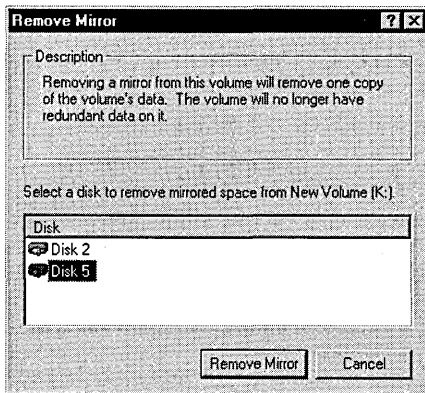 Remove Mirror
Description
Removing a mirror from this volume will remove one copy
of the volume's data. The volume will no longer have
redundant data on it.
Select a disk to remove mirrored space from New Volume (K:).
Disk
Disk 2
Disk 5
Remove Mirror Cancel